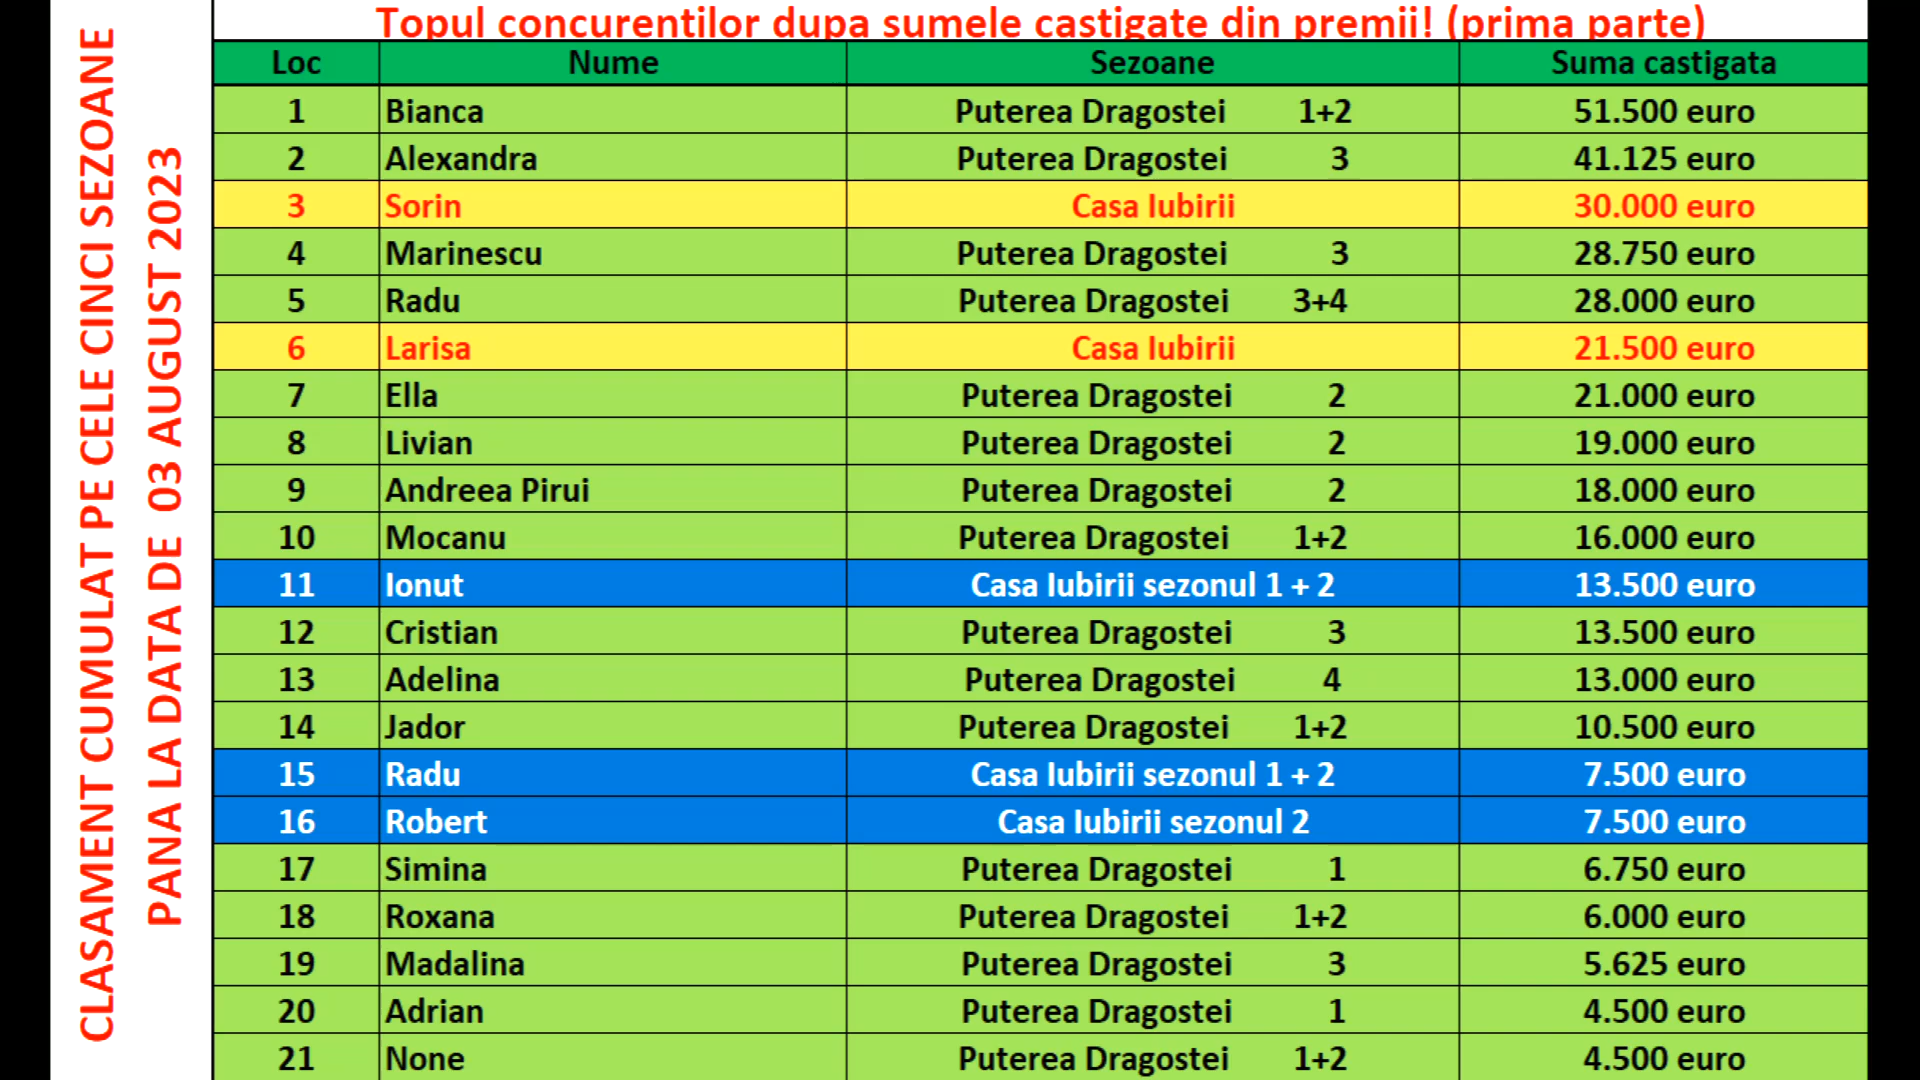 CLASAMENT CUMULAT PE CELE CINCI SEZOANE
PANA LA DATA DE 03 AUGUST 2023
Topul concurentilor dupa sumele castigate din premii! (prima parte)
Loc Nume Sezoane Suma castigata
1 Bianca Puterea Dragostei 1+2 51.500 euro
2 Alexandra Puterea Dragostei 3 41.125 euro
3 Sorin Casa Iubirii 30.000 euro
4 Marinescu Puterea Dragostei 3 28.750 euro
5 Radu Puterea Dragostei 3+4 28.000 euro
6 Larisa Casa Iubirii 21.500 euro
7 Ella Puterea Dragostei 2 21.000 euro
8 Livian Puterea Dragostei 2 19.000 euro
9 Andreea Pirui Puterea Dragostei 2 18.000 euro
10 Mocanu Puterea Dragostei 1+2 16.000 euro
11 Ionut Casa Iubirii sezonul 1 + 2 13.500 euro
12 Cristian Puterea Dragostei 3 13.500 euro
13 Adelina Puterea Dragostei 4 13.000 euro
14 Jador Puterea Dragostei 1+2 10.500 euro
15 Radu Casa Iubirii sezonul 1 + 2 7.500 euro
16 Robert Casa Iubirii sezonul 2 7.500 euro
17 Simina Puterea Dragostei 1 6.750 euro
18 Roxana Puterea Dragostei 1+2 6.000 euro
19 Madalina Puterea Dragostei 3 5.625 euro
20 Adrian Puterea Dragostei 1 4.500 euro
21 None Puterea Dragostei 1+2 4.500 euro